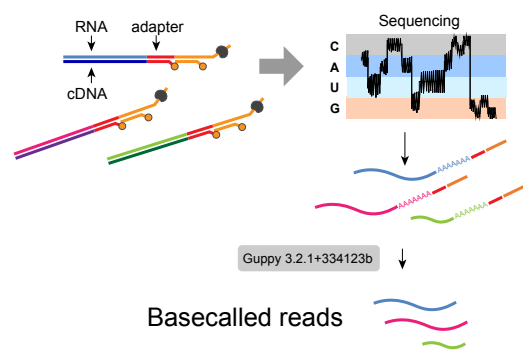 RNA
adapter
cDNA
Sequencing
C
A
U
G
AAAAAAA
AAAAAAA
AAAAAAA
Guppy 3.2.1+334123b
Basecalled reads